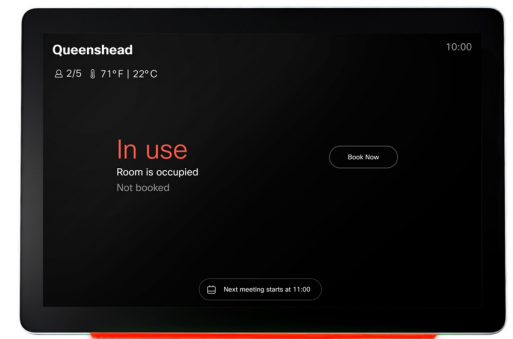 Queenshead
10:00
2/5 71°F | 22°C
In use
Room is occupied
Not booked
Book Now
Next meeting starts at 11:00